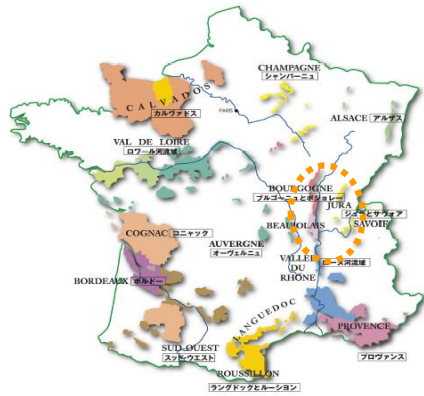 CHAMPAGNE
シャンパーニュ
CALVADOS
カルヴァドス
PARIS
ALSACE アルザス
VAL DE LOIRE
ロワール河流域
BOURGOGNE
ブルゴーニュとボジョレー
JURA
ジュラとサヴォア
BEAUJOLAIS
SAVOIE
COGNAC コニャック
AUVERGNE
オーヴェルニュ
VALLEE
DU
RHÔNE
ローヌ河流域
BORDEAUX ボルドー
LANGUEDOC
PROVENCE
プロヴァンス
SUD-OUEST
スッド・ウエスト
ROUSSILLON
ラングドックとルーション